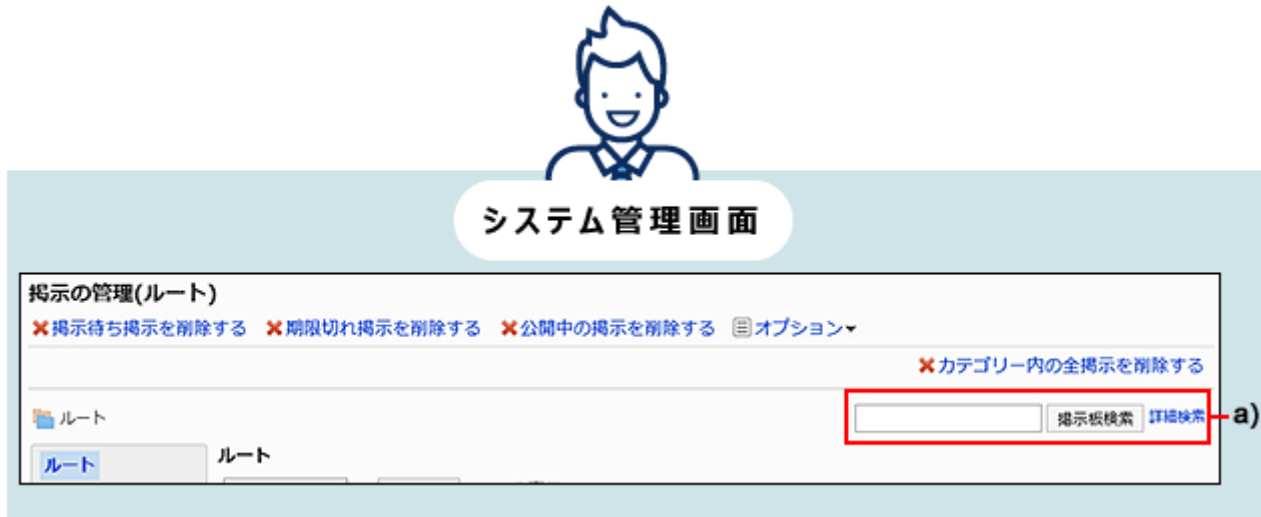 システム管理画面
掲示の管理(ルート)
掲示待ち掲示を削除する 期限切れ掲示を削除する 公開中の掲示を削除する オプション
カテゴリー内の全掲示を削除する
ルート 掲示板検索 詳細検索 a)
ルート ルート